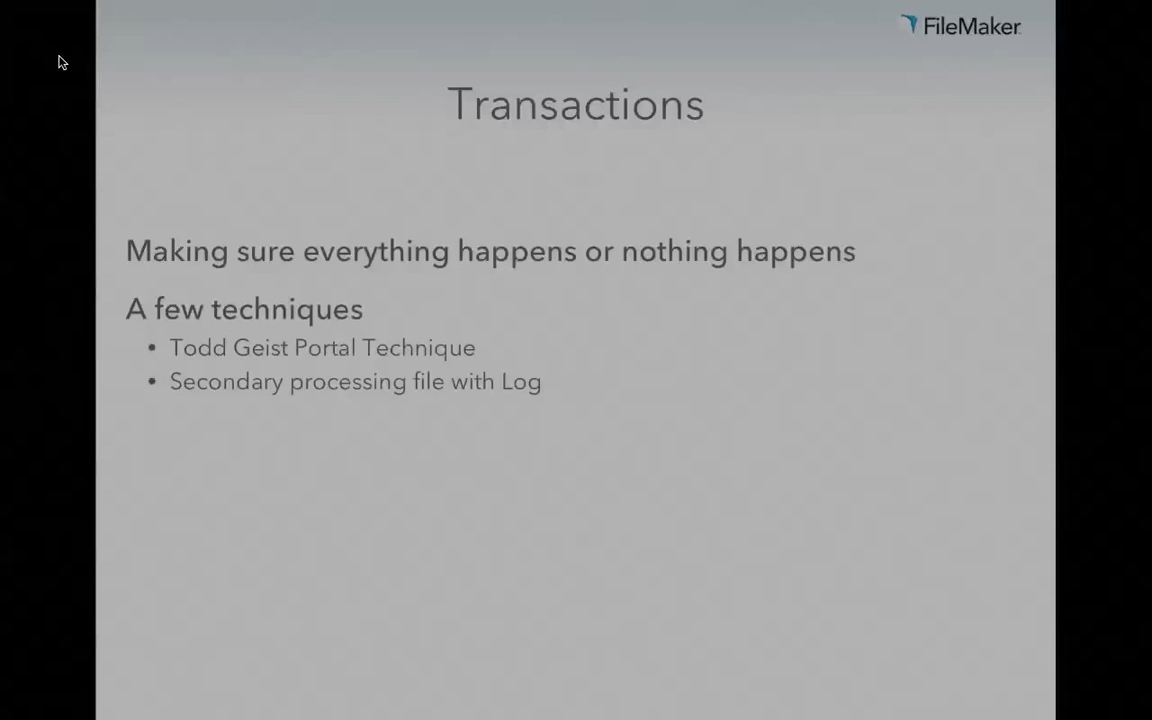 FileMaker
Transactions
Making sure everything happens or nothing happens
A few techniques
• Todd Geist Portal Technique
• Secondary processing file with Log